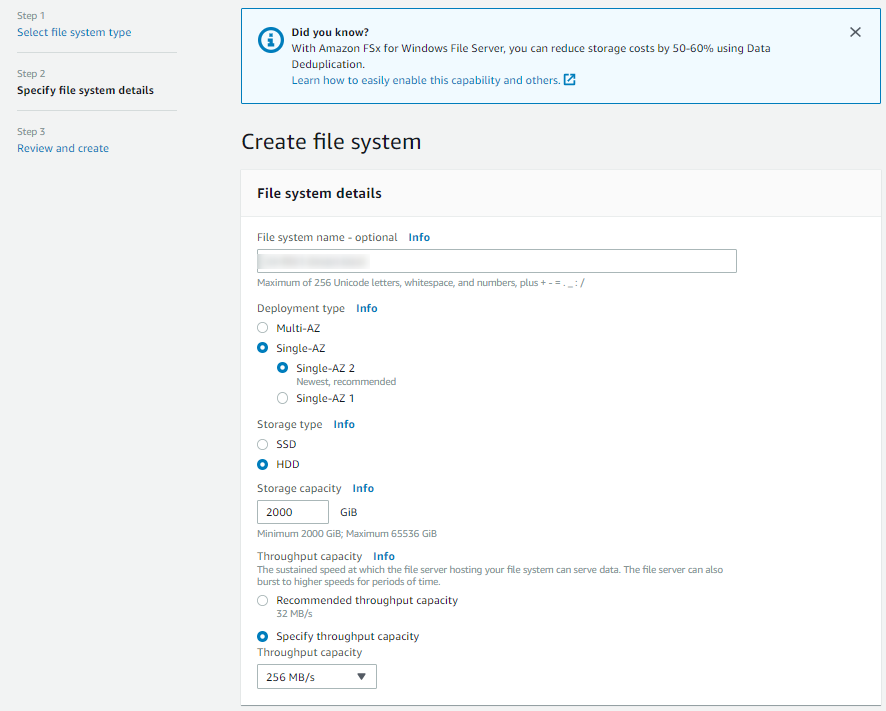 Step 1
Select file system type
Step 2
Specify file system details
Step 3
Review and create
Did you know?
With Amazon FSx for Windows File Server, you can reduce storage costs by 50-60% using Data
Deduplication.
Learn how to easily enable this capability and others.
Create file system
File system details
File system name - optional Info
Maximum of 256 Unicode letters, whitespace, and numbers, plus + - = . _ : /
Deployment type Info
Multi-AZ
Single-AZ
Single-AZ 2
Newest, recommended
Single-AZ 1
Storage type Info
SSD
HDD
Storage capacity Info
2000 GiB
Minimum 2000 GiB; Maximum 65536 GiB
Throughput capacity Info
The sustained speed at which the file server hosting your file system can serve data. The file server can also
burst to higher speeds for periods of time.
Recommended throughput capacity
32 MB/s
Specify throughput capacity
Throughput capacity
256 MB/s